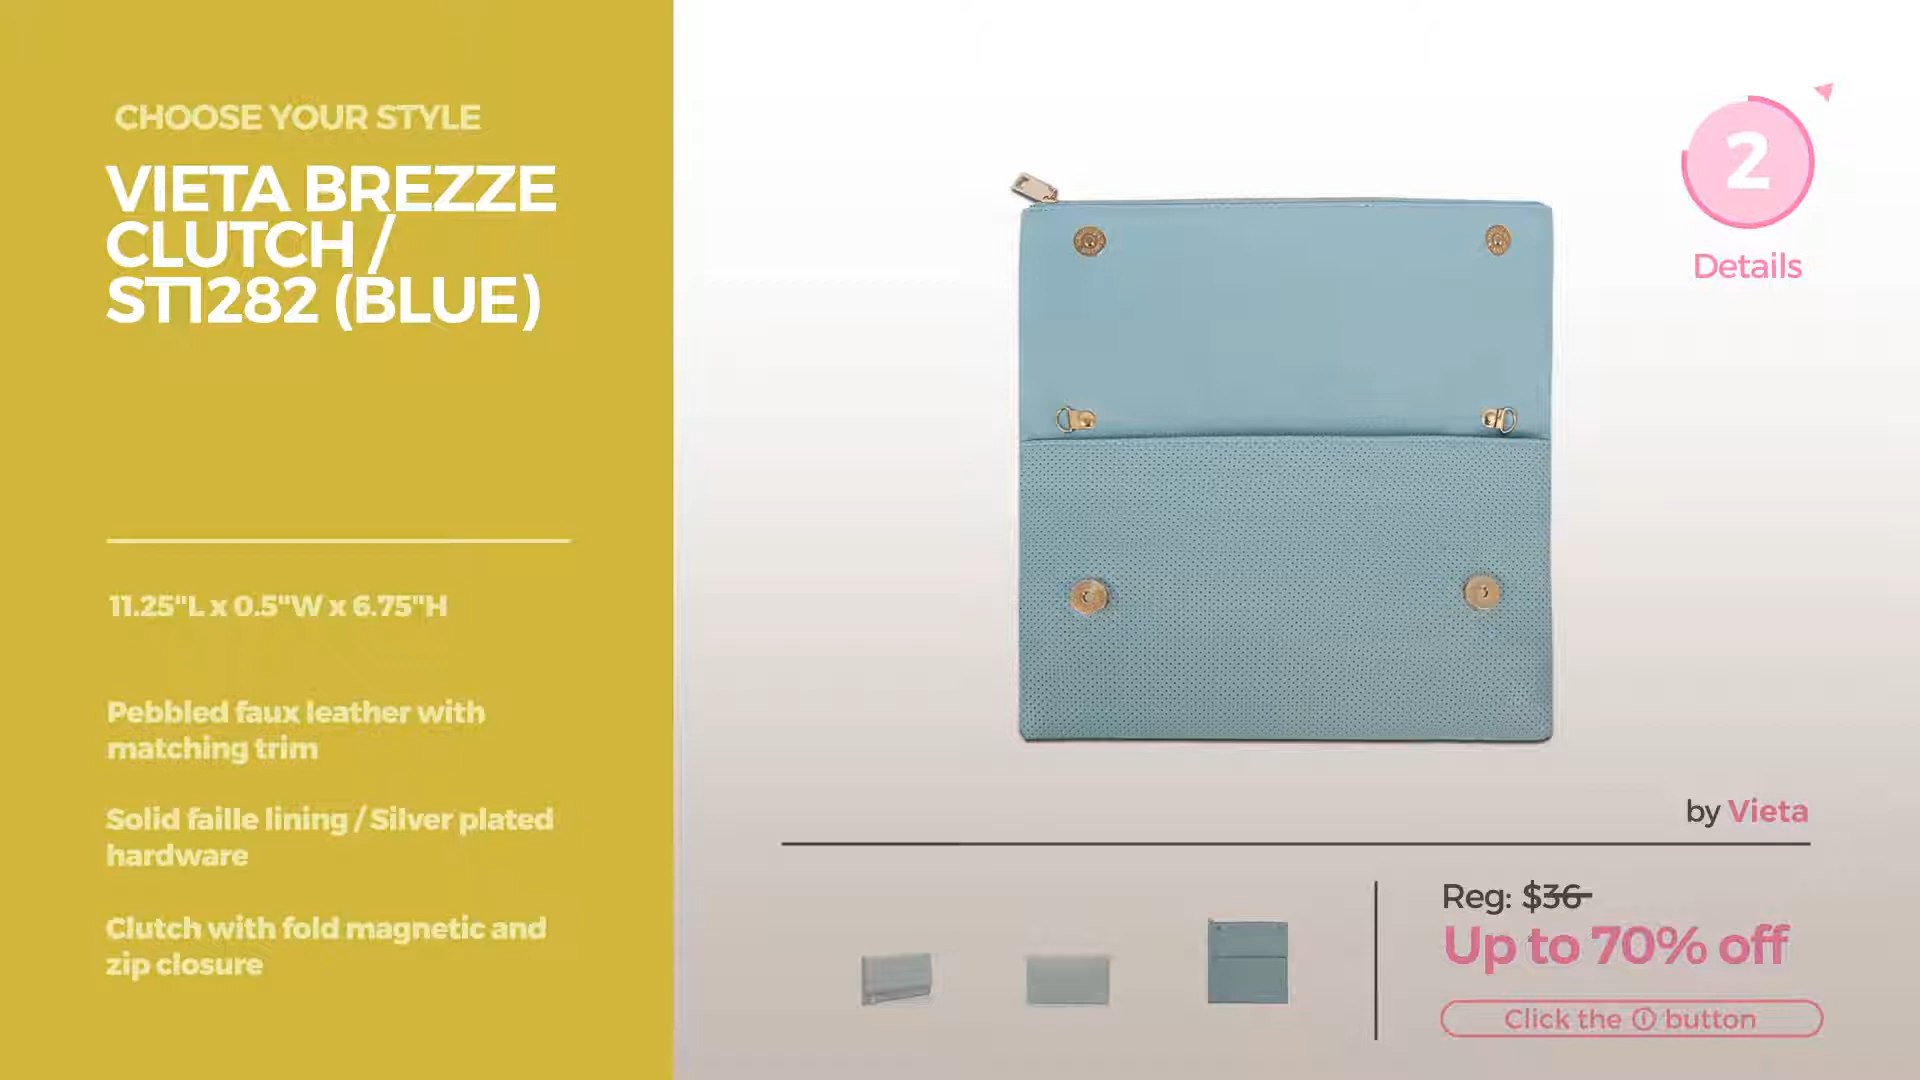 CHOOSE YOUR STYLE
VIETA BREZZE
CLUTCH /
ST1282 (BLUE)
11.25"L x 0.5"W x 6.75"H
Pebbled faux leather with
matching trim
Solid faille lining / Silver plated
hardware
Clutch with fold magnetic and
zip closure
2
Details
by Vieta
Reg: $36
Up to 70% off
Click the ⓘ button